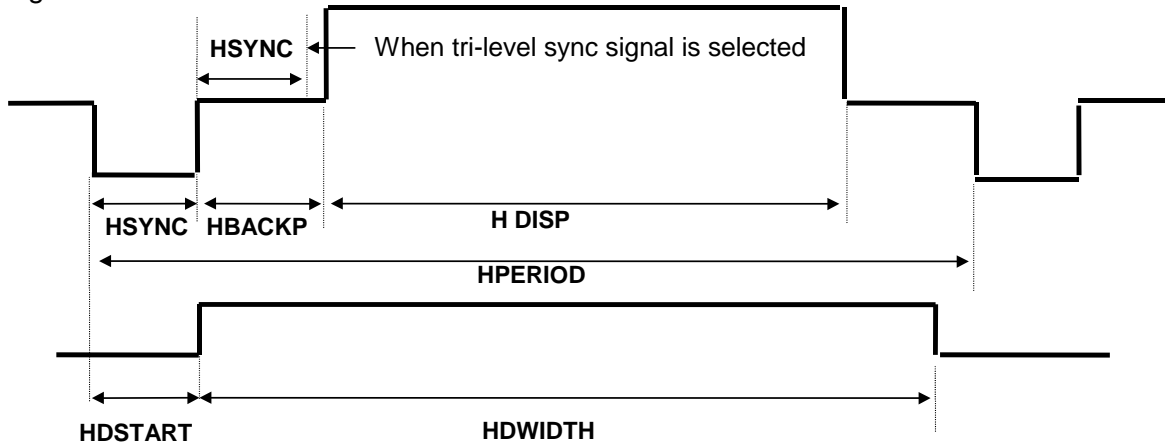 HSYNC When tri-level sync signal is selected
HSYNC HBACKP H DISP
HPERIOD
HDSTART HDWIDTH